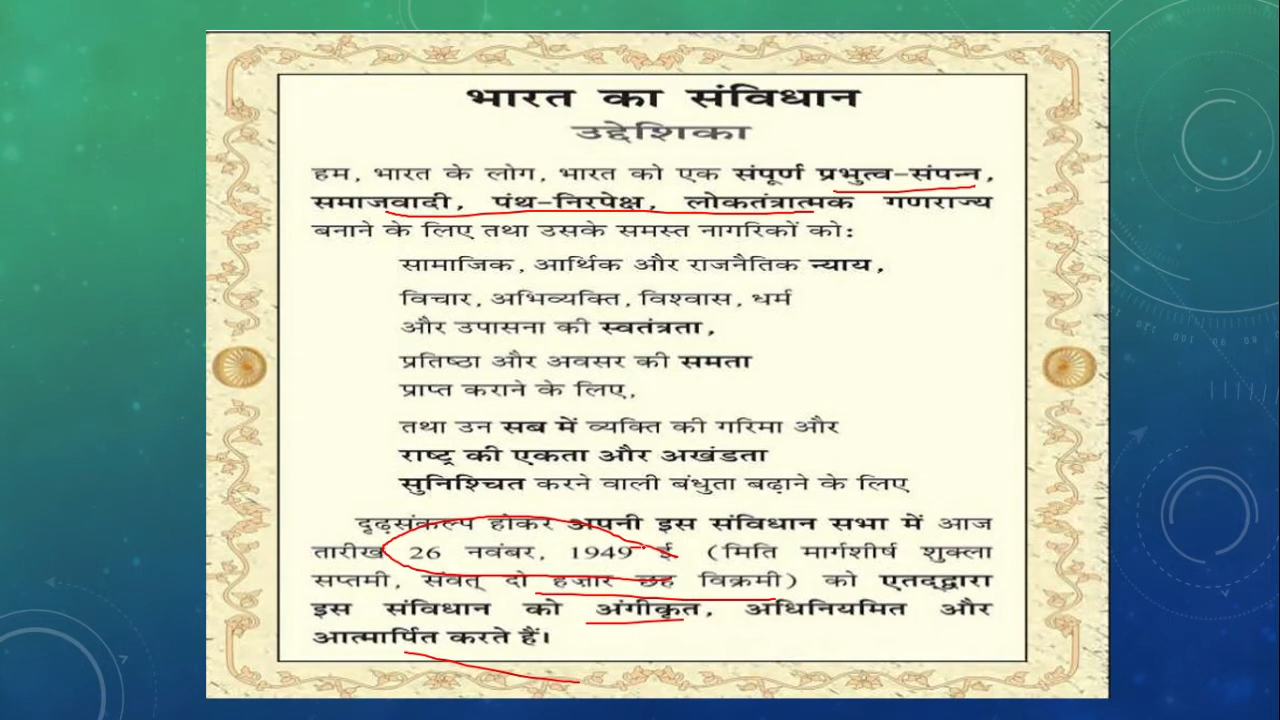 भारत का संविधान
उद्देशिका
हम, भारत के लोग, भारत को एक संपूर्ण प्रभुत्व-संपन्न,
समाजवादी, पंथ-निरपेक्ष, लोकतंत्रात्मक गणराज्य
बनाने के लिए तथा उसके समस्त नागरिकों को:
सामाजिक, आर्थिक और राजनैतिक न्याय,
विचार, अभिव्यक्ति, विश्वास, धर्म
और उपासना की स्वतंत्रता,
प्रतिष्ठा और अवसर की समता
प्राप्त कराने के लिए,
तथा उन सब में व्यक्ति की गरिमा और
राष्ट्र की एकता और अखंडता
सुनिश्चित करने वाली बंधुता बढ़ाने के लिए
दृढ़संकल्प होकर अपनी इस संविधान सभा में आज
तारीख 26 नवंबर, 1949 ई (मिति मार्गशीर्ष शुक्ला
सप्तमी, संवत् दो हज़ार छह विक्रमी) को एतद्द्वारा
इस संविधान को अंगीकृत, अधिनियमित और
आत्मार्पित करते हैं।